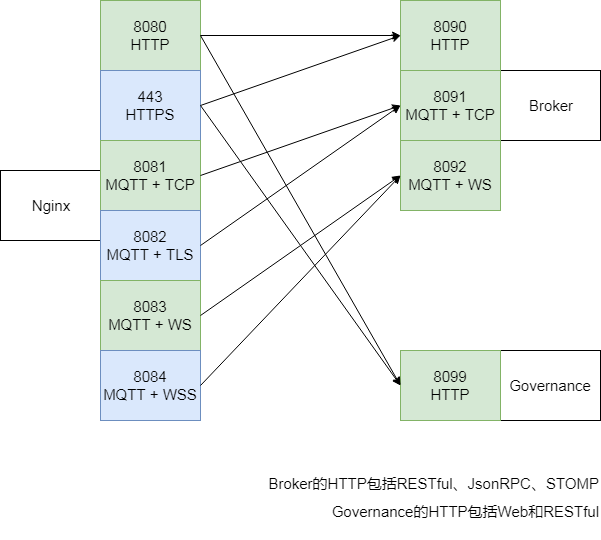 8080
HTTP
443
HTTPS
8081
MQTT + TCP
Nginx
8082
MQTT + TLS
8083
MQTT + WS
8084
MQTT + WSS
8090
HTTP
8091
MQTT + TCP
Broker
8092
MQTT + WS
8099
HTTP
Governance
Broker的HTTP包括RESTful、JsonRPC、STOMP
Governance的HTTP包括Web和RESTful